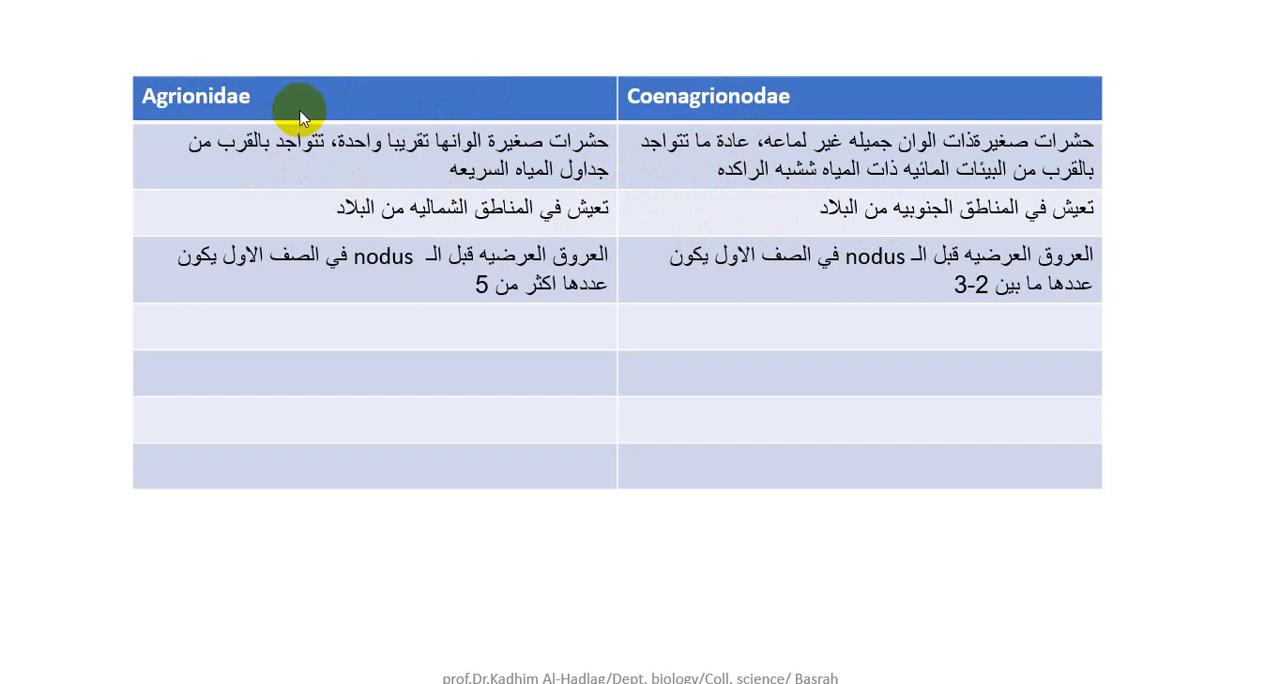 Agrionidae
Coenagrionodae
حشرات صغيرة الوانها تقريبا واحدة، تتواجد بالقرب من
جداول المياه السريعه
حشرات صغيرةذات الوان جميله غير لماعه، عادة ما تتواجد
بالقرب من البيئات المائيه ذات المياه ششبه الراكده
تعيش في المناطق الشماليه من البلاد
تعيش في المناطق الجنوبيه من البلاد
العروق العرضيه قبل الـ nodus في الصف الاول يكون
عددها اكثر من 5
العروق العرضيه قبل الـ nodus في الصف الاول يكون
عددها ما بين 2-3
prof.Dr.Kadhim Al-Hadlag/Dept. biology/Coll. science/ Basrah